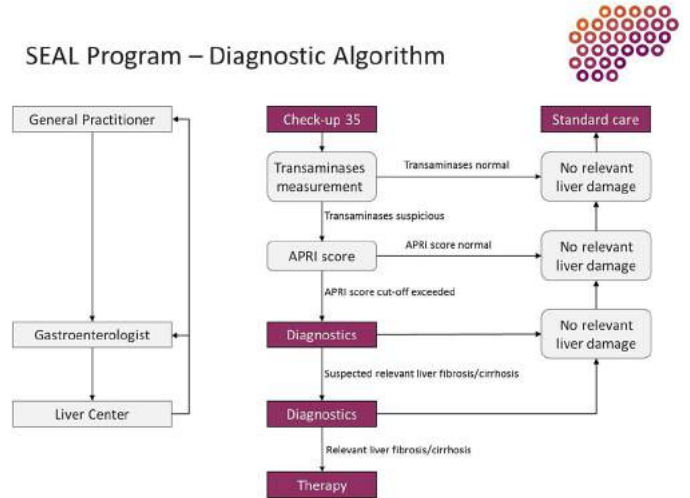 SEAL Program – Diagnostic Algorithm
General Practitioner
Check-up 35
Standard care
Transaminases
measurement
Transaminases normal
No relevant
liver damage
Transaminases suspicious
APRI score
APRI score normal
No relevant
liver damage
APRI score cut-off exceeded
Gastroenterologist
Diagnostics
No relevant
liver damage
Suspected relevant liver fibrosis/cirrhosis
Liver Center
Diagnostics
Relevant liver fibrosis/cirrhosis
Therapy